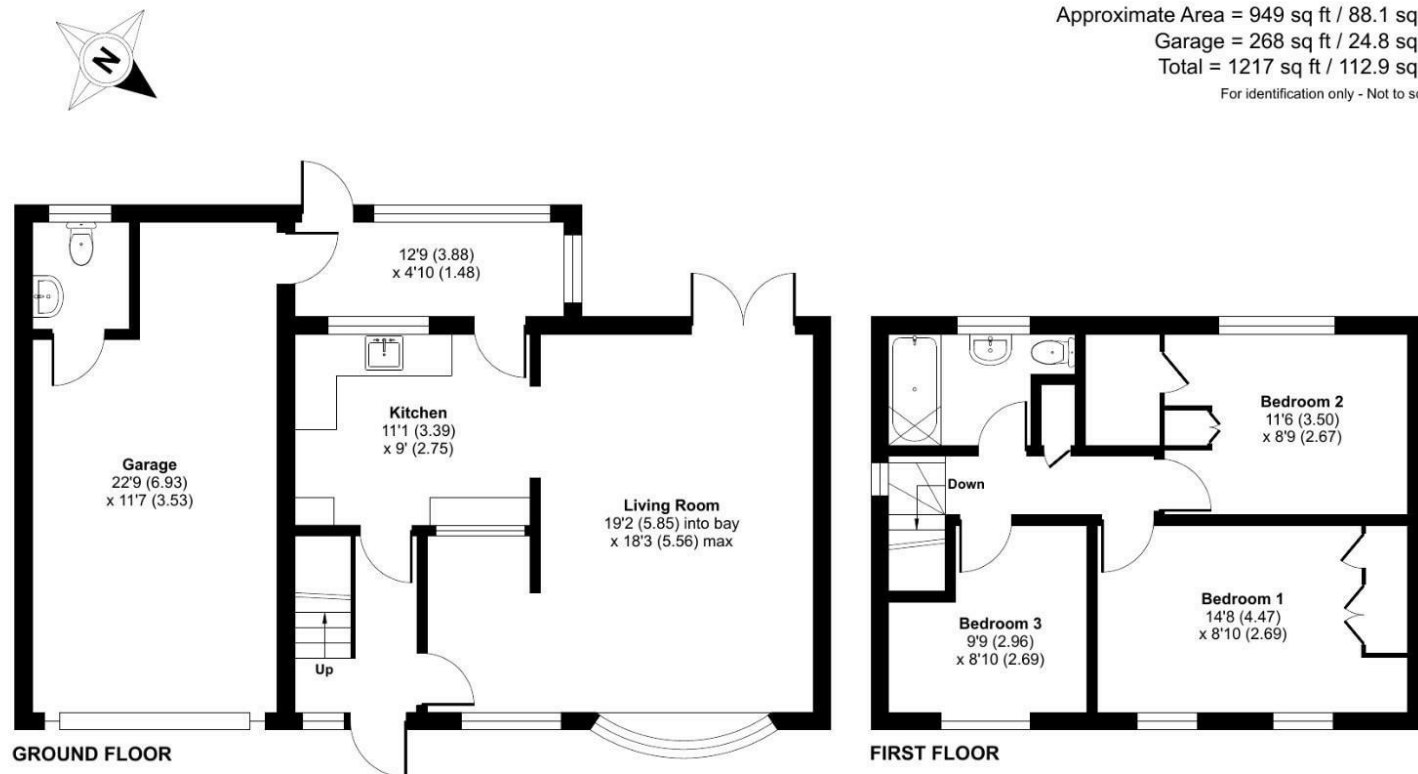 N
Approximate Area = 949 sq ft / 88.1 sq
Garage = 268 sq ft / 24.8 sq
Total = 1217 sq ft / 112.9 sq
For identification only - Not to sc
12'9 (3.88)
x 4'10 (1.48)
Kitchen
11'1 (3.39)
x 9' (2.75)
Garage
22'9 (6.93)
x 11'7 (3.53)
Living Room
19'2 (5.85) into bay
x 18'3 (5.56) max
Up
GROUND FLOOR
Bedroom 2
11'6 (3.50)
x 8'9 (2.67)
Down
Bedroom 1
14'8 (4.47)
x 8'10 (2.69)
Bedroom 3
9'9 (2.96)
x 8'10 (2.69)
FIRST FLOOR